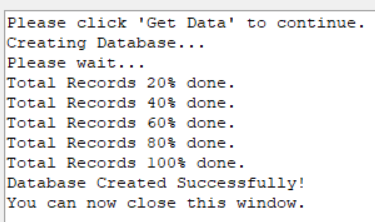 Please click 'Get Data' to continue.
Creating Database...
Please wait...
Total Records 20% done.
Total Records 40% done.
Total Records 60% done.
Total Records 80% done.
Total Records 100% done.
Database Created Successfully!
You can now close this window.